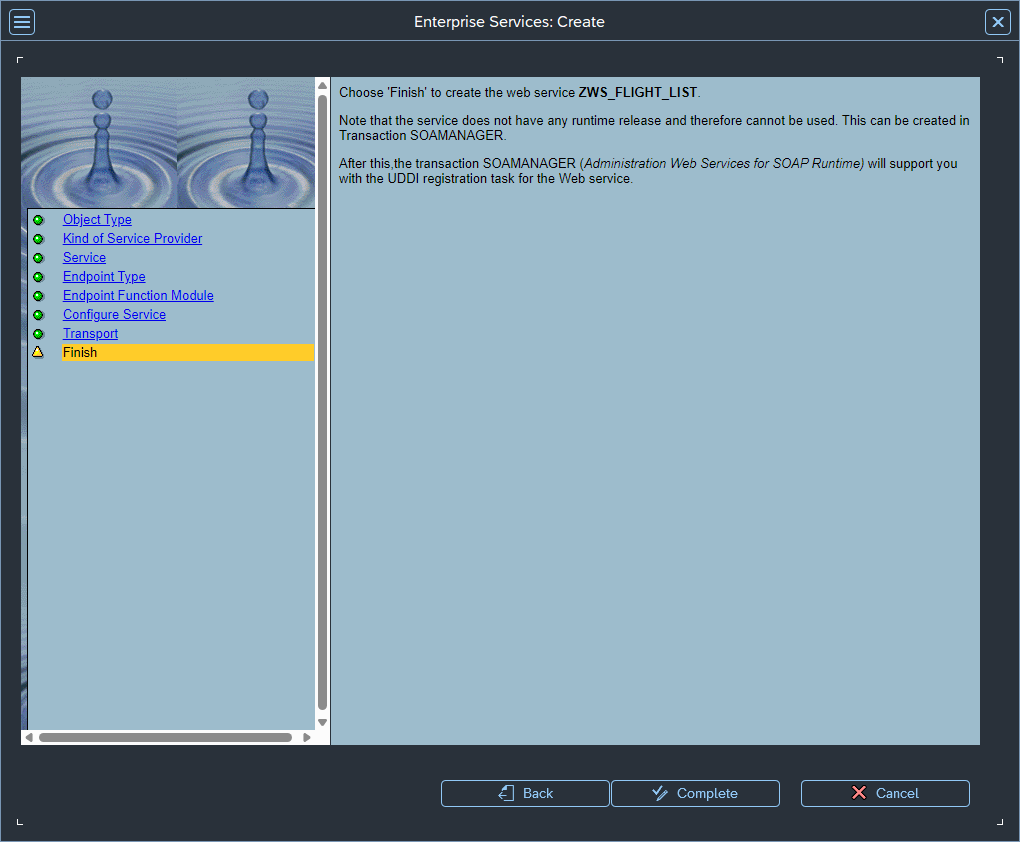 Enterprise Services: Create
Object Type
Kind of Service Provider
Service
Endpoint Type
Endpoint Function Module
Configure Service
Transport
Finish
Choose 'Finish' to create the web service ZWS_FLIGHT_LIST.
Note that the service does not have any runtime release and therefore cannot be used. This can be created in
Transaction SOAMANAGER.
After this,the transaction SOAMANAGER (Administration Web Services for SOAP Runtime) will support you
with the UDDI registration task for the Web service.
Back
Complete
Cancel